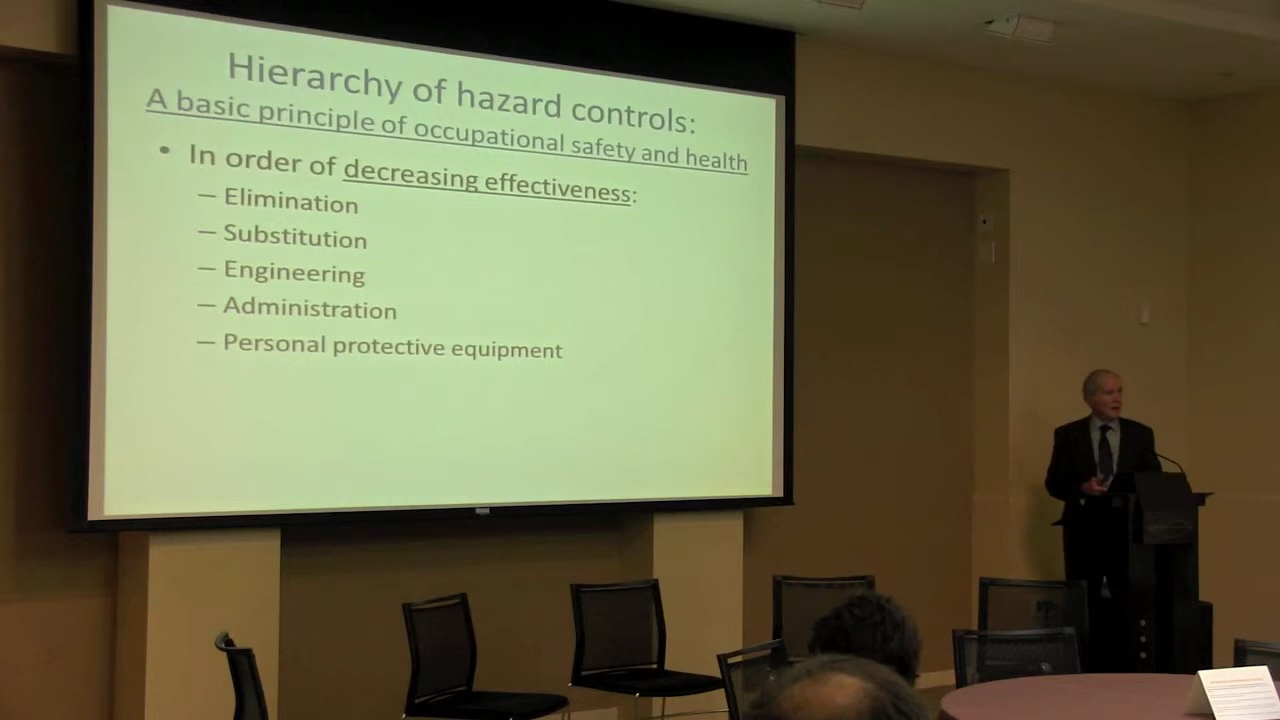 Hierarchy of hazard controls:
A basic principle of occupational safety and health
• In order of decreasing effectiveness:
– Elimination
– Substitution
– Engineering
– Administration
– Personal protective equipment